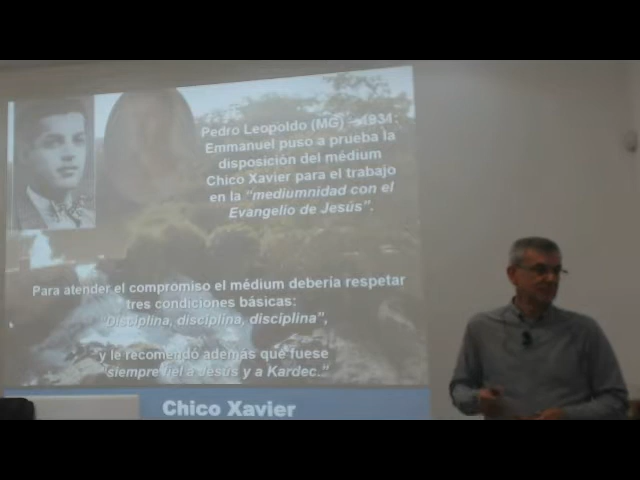 Pedro Leopoldo (MG) - 1931:
Emmanuel puso a prueba la
disposición del médium
Chico Xavier para el trabajo
en la "mediumnidad con el
Evangelio de Jesús".
Para atender el compromiso el médium debería respetar
tres condiciones básicas:
"Disciplina, disciplina, disciplina",
y le recomendó además que fuese
"siempre fiel a Jesús y a Kardec."
Chico Xavier